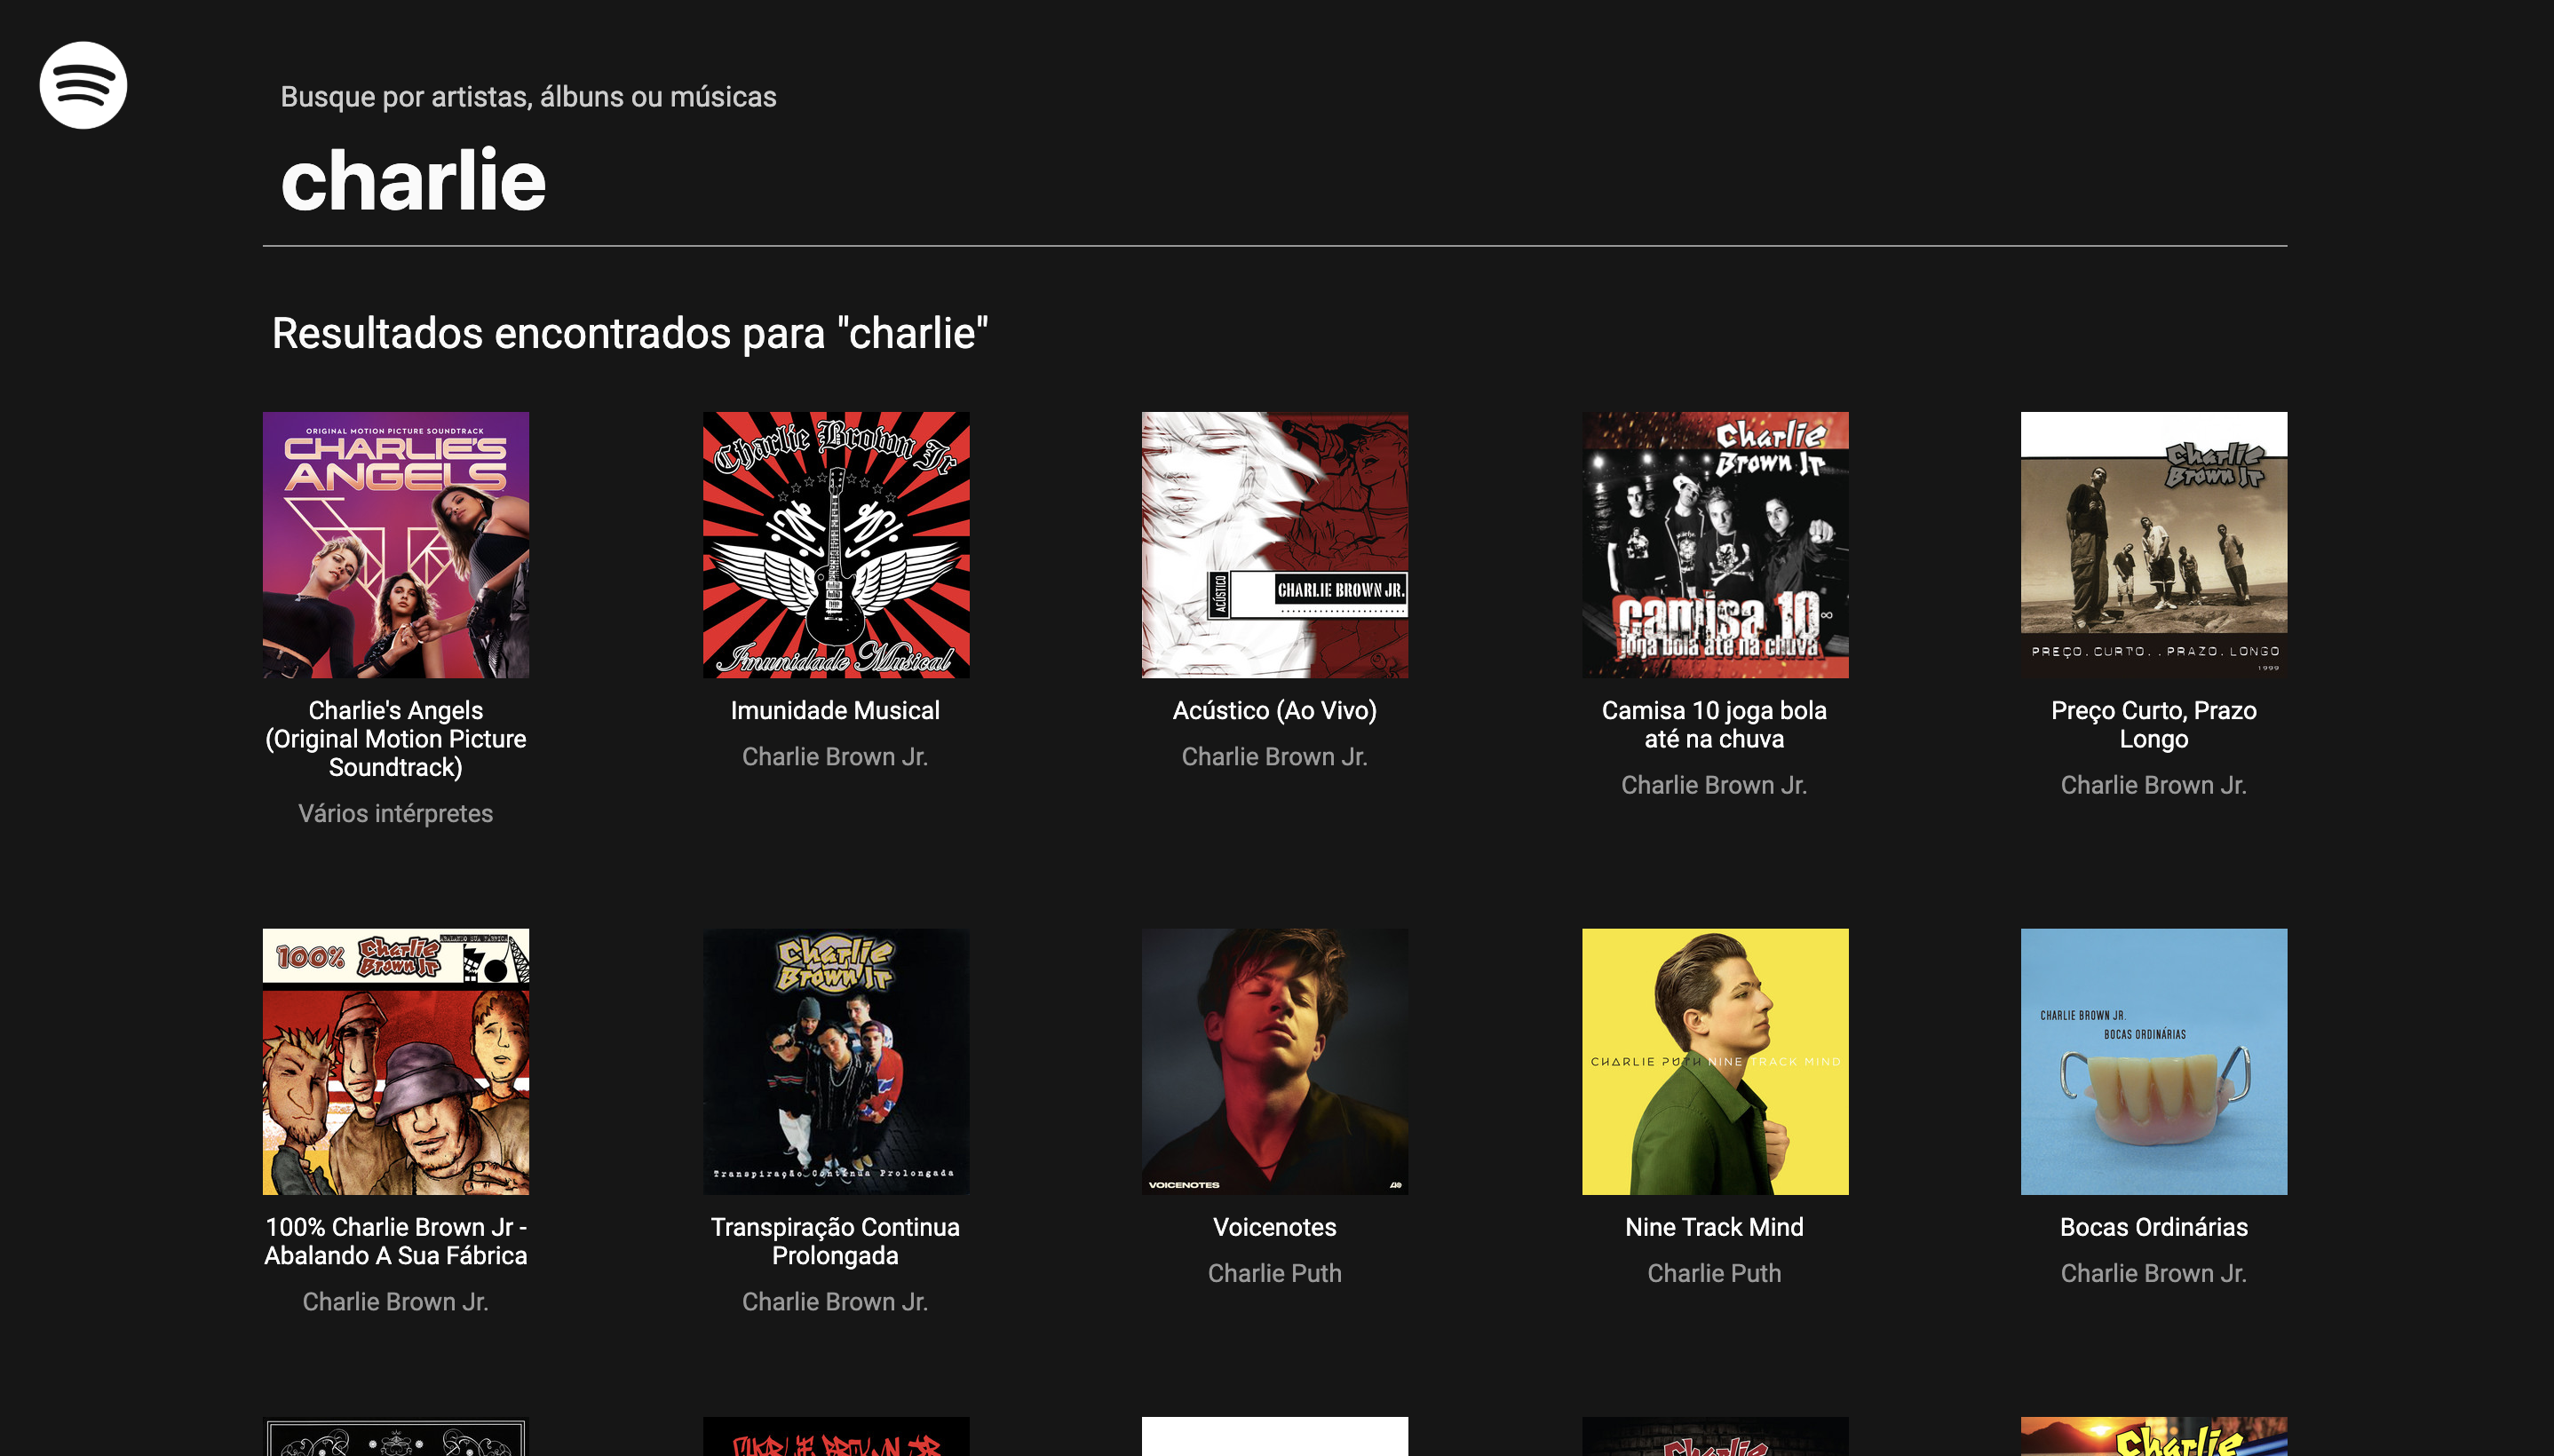 Busque por artistas, álbuns ou músicas
charlie
Resultados encontrados para "charlie"
ORIGINAL MOTION PICTURE SOUNDTRACK
CHARLIE'S
ANGELS
Charlie's Angels
(Original Motion Picture
Soundtrack)
Vários intérpretes
Charlie Brown Jr
Imunidade Musical
Imunidade Musical
Charlie Brown Jr.
ACÚSTICO
CHARLIE BROWN JR.
Acústico (Ao Vivo)
Charlie Brown Jr.
Charlie
Brown Jr
camisa 10
joga bola até na chuva
Camisa 10 joga bola
até na chuva
Charlie Brown Jr.
Charlie
Brown Jr
PREÇO.CURTO..PRAZO.LONGO
1999
Preço Curto, Prazo
Longo
Charlie Brown Jr.
100%
Charlie
Brown Jr
ABALANDO SUA FÁBRICA
100% Charlie Brown Jr -
Abalando A Sua Fábrica
Charlie Brown Jr.
Charlie
Brown Jr
Transpiração Contínua Prolongada
Transpiração Continua
Prolongada
Charlie Brown Jr.
VOICENOTES
Voicenotes
Charlie Puth
CHARLIE PUTH NINE TRACK MIND
Nine Track Mind
Charlie Puth
CHARLIE BROWN JR.
BOCAS ORDINÁRIAS
Bocas Ordinárias
Charlie Brown Jr.
CHARLIE BROWN JR
Charlie
Charlie